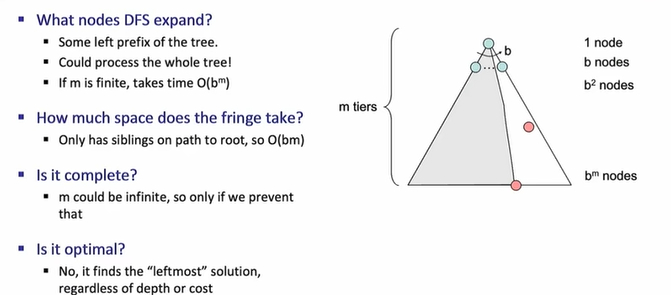 What nodes DFS expand?
Some left prefix of the tree.
Could process the whole tree!
If m is finite, takes time O(bᵐ)
How much space does the fringe take?
Only has siblings on path to root, so O(bm)
Is it complete?
m could be infinite, so only if we prevent
that
Is it optimal?
No, it finds the “leftmost” solution,
regardless of depth or cost
m tiers
b
...
1 node
b nodes
b² nodes
bᵐ nodes